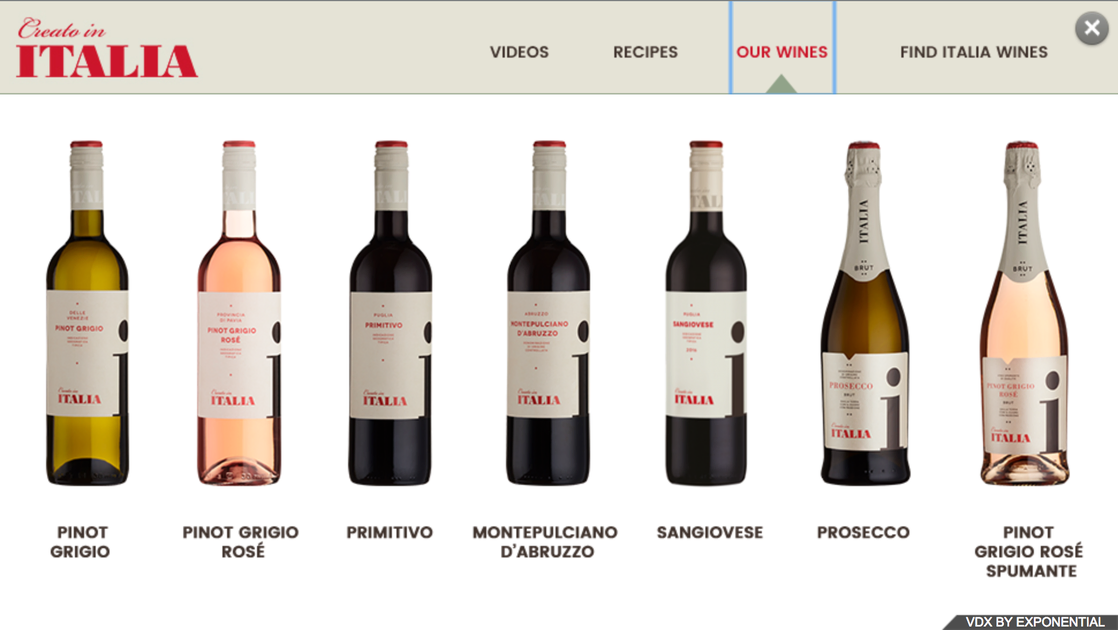 Creato in
ITALIA
VIDEOS
RECIPES
OUR WINES
FIND ITALIA WINES
DELLE
VENEZIE
PINOT GRIGIO
Creato in
ITALIA
PROVINCIA
DI PAVIA
PINOT GRIGIO
ROSÉ
Creato in
ITALIA
PUGLIA
PRIMITIVO
Creato in
ITALIA
ABRUZZO
MONTEPULCIANO
D'ABRUZZO
Creato in
ITALIA
PUGLIA
SANGIOVESE
2016
Creato in
ITALIA
i
ITALIA
BRUT
PROSECCO
BRUT
Creato in
ITALIA
i
ITALIA
BRUT
PINOT GRIGIO
ROSÉ
BRUT
Creato in
ITALIA
i
PINOT
GRIGIO
PINOT GRIGIO
ROSÉ
PRIMITIVO
MONTEPULCIANO
D'ABRUZZO
SANGIOVESE
PROSECCO
PINOT
GRIGIO ROSÉ
SPUMANTE
VDX BY EXPONENTIAL